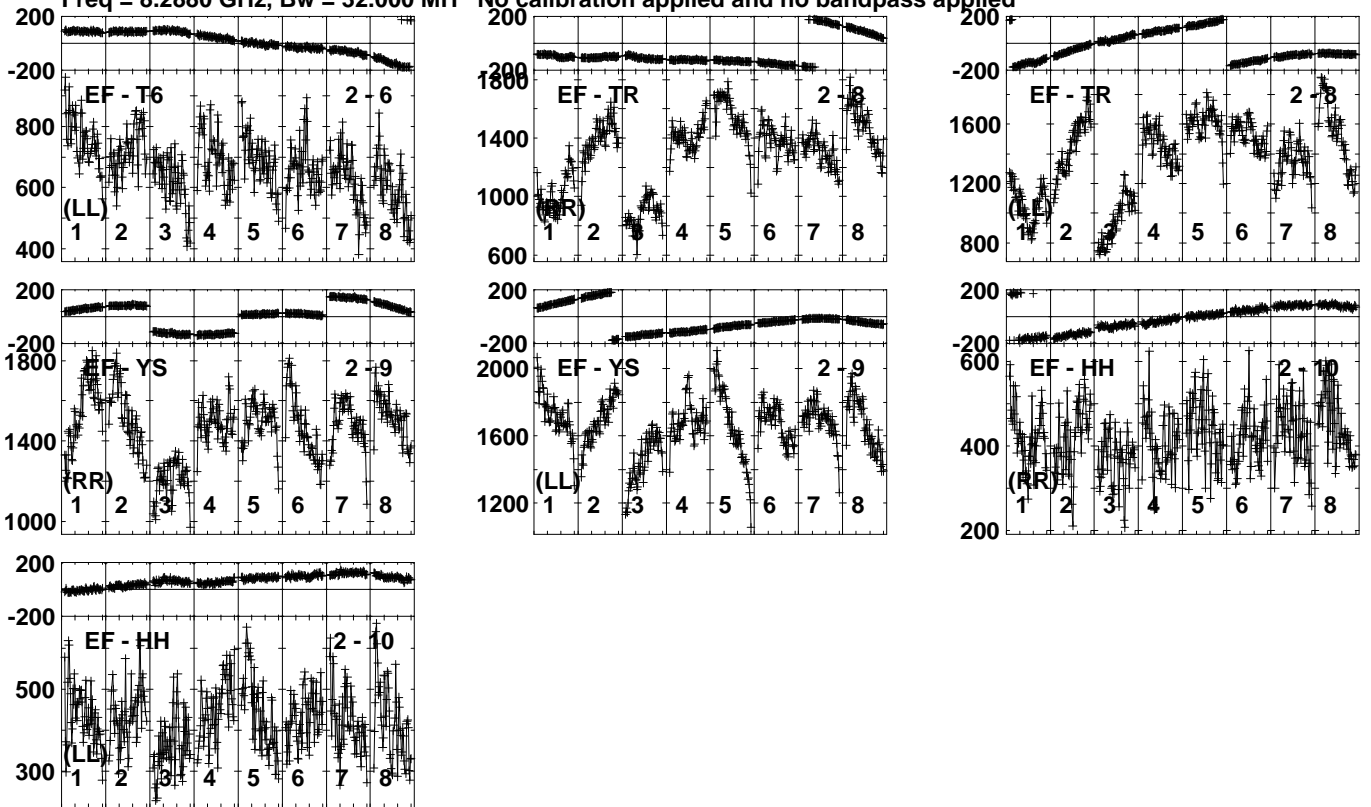 Freq = 8.2880 GHz, Bw = 32.000 MH No calibration applied and no bandpass applied
200
-200
EF - T6 2 - 6
800
600
400
(LL)
1 2 3 4 5 6 7 8
200
-200
1800
EF - TR 2 - 8
1400
1000
600
(RR)
1 2 3 4 5 6 7 8
200
-200
EF - TR 2 - 8
1600
1200
800
(LL)
1 2 3 4 5 6 7 8
200
-200
1800
EF - YS 2 - 9
1400
1000
(RR)
1 2 3 4 5 6 7 8
200
-200
2000
EF - YS 2 - 9
1600
1200
(LL)
1 2 3 4 5 6 7 8
200
-200
600
EF - HH 2 - 10
400
200
(RR)
1 2 3 4 5 6 7 8
200
-200
EF - HH 2 - 10
500
300
(LL)
1 2 3 4 5 6 7 8